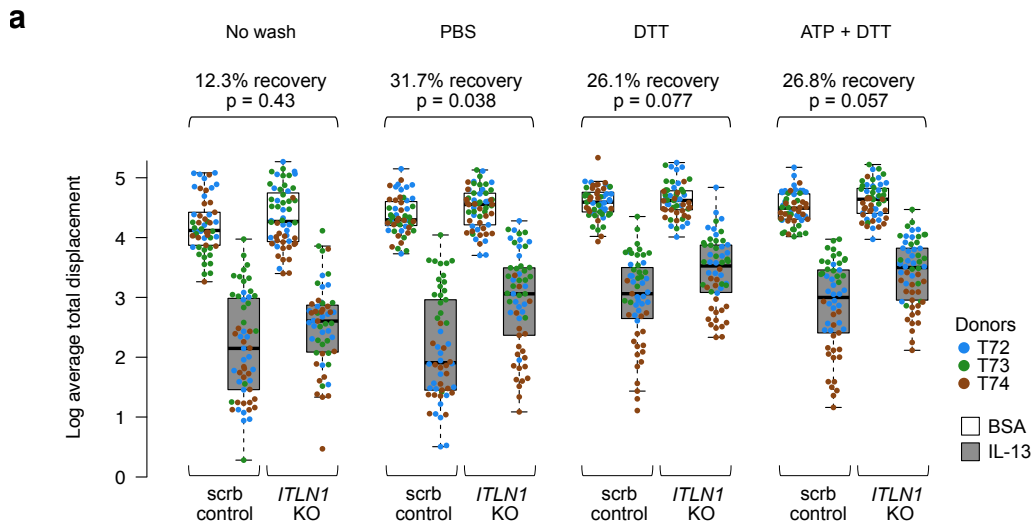 a
No wash
PBS
DTT
ATP + DTT
12.3% recovery
p = 0.43
31.7% recovery
p = 0.038
26.1% recovery
p = 0.077
26.8% recovery
p = 0.057
Log average total displacement
5
4
3
2
1
0
Donors
T72
T73
T74
BSA
IL-13
scrb
control
ITLN1
KO
scrb
control
ITLN1
KO
scrb
control
ITLN1
KO
scrb
control
ITLN1
KO